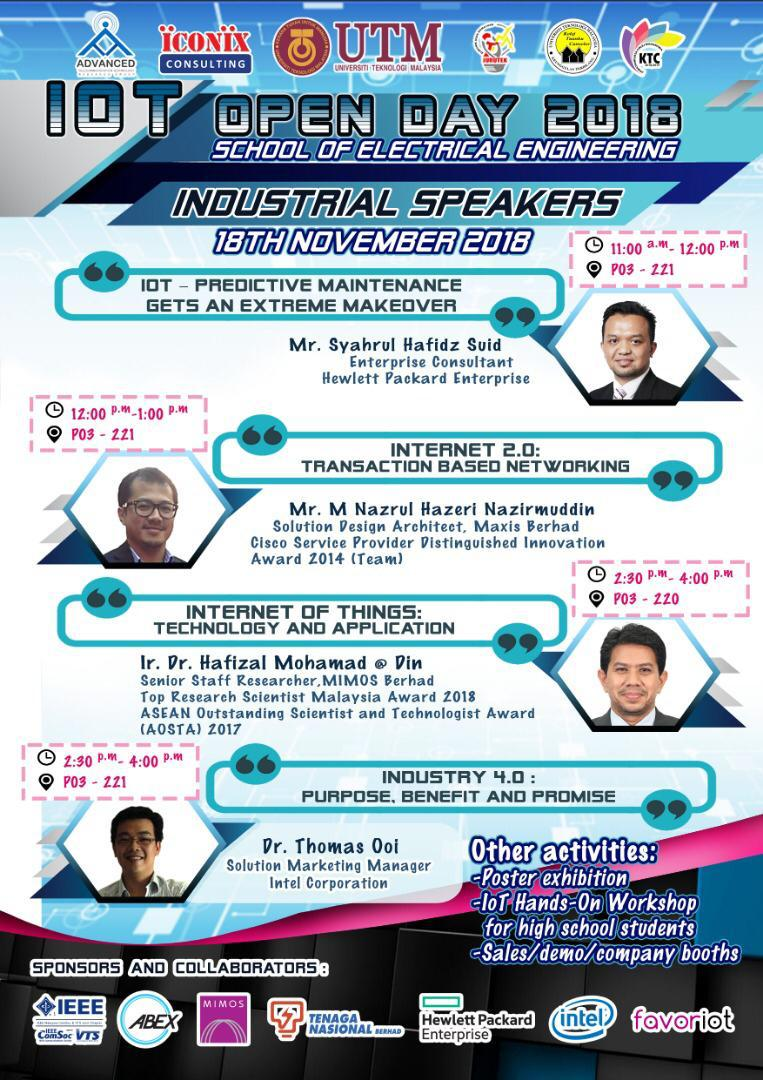 ADVANCED
ICONIX
CONSULTING
UTM
UNIVERSITI TEKNOLOGI MALAYSIA
JURUTEK
Kolej
Tuanku
Canselor
KTC
IOT OPEN DAY 2018
SCHOOL OF ELECTRICAL ENGINEERING
INDUSTRIAL SPEAKERS
18TH NOVEMBER 2018
11:00 a.m- 12:00 p.m
P03 - 221
IOT – PREDICTIVE MAINTENANCE
GETS AN EXTREME MAKEOVER
Mr. Syahrul Hafidz Suid
Enterprise Consultant
Hewlett Packard Enterprise
12:00 p.m-1:00 p.m
P03 - 221
INTERNET 2.0:
TRANSACTION BASED NETWORKING
Mr. M Nazrul Hazeri Nazirmuddin
Solution Design Architect, Maxis Berhad
Cisco Service Provider Distinguished Innovation
Award 2014 (Team)
2:30 p.m- 4:00 p.m
P03 - 220
INTERNET OF THINGS:
TECHNOLOGY AND APPLICATION
Ir. Dr. Hafizal Mohamad @ Din
Senior Staff Researcher,MIMOS Berhad
Top Research Scientist Malaysia Award 2018
ASEAN Outstanding Scientist and Technologist Award
(AOSTA) 2017
2:30 p.m- 4:00 p.m
P03 - 221
INDUSTRY 4.0 :
PURPOSE, BENEFIT AND PROMISE
Dr. Thomas Ooi
Solution Marketing Manager
Intel Corporation
Other activities:
-Poster exhibition
-IoT Hands-On Workshop
for high school students
-Sales/demo/company booths
SPONSORS AND COLLABORATORS :
IEEE
IEEE
ComSoc VTS
ABEX
MIMOS
TENAGA
NASIONAL BERHAD
Hewlett Packard
Enterprise
intel
favoriot